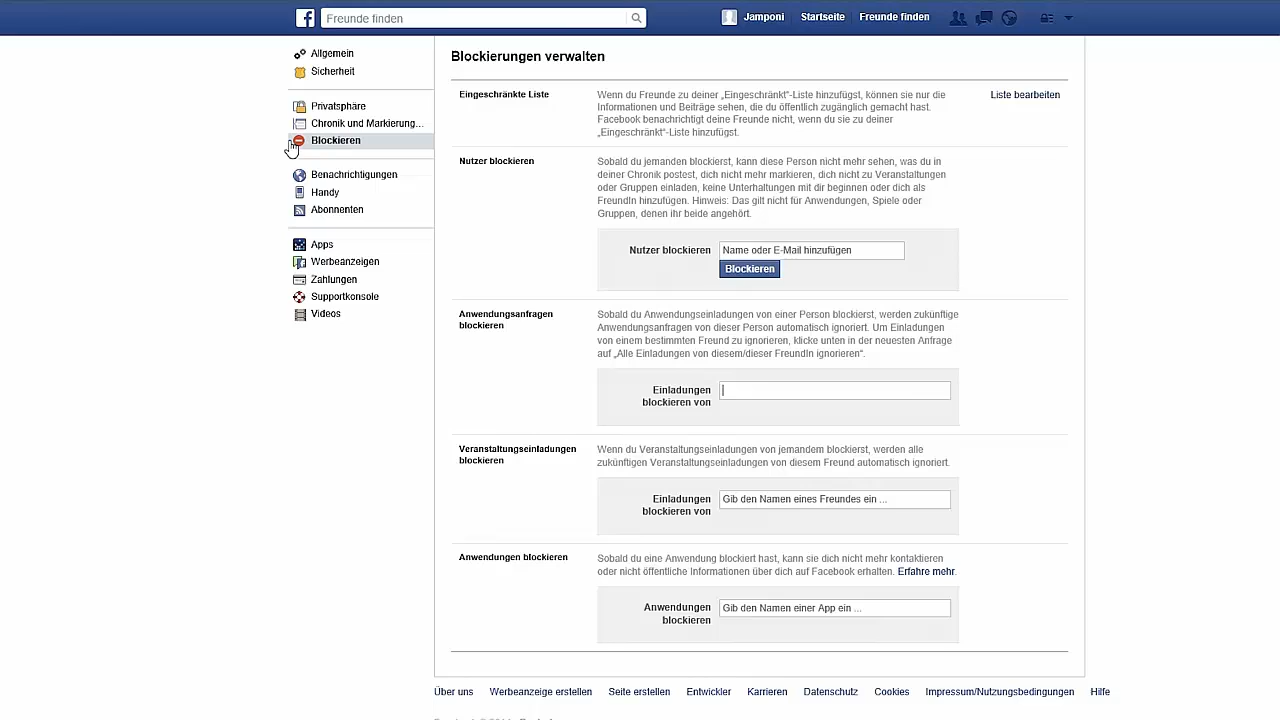 Freunde finden
Jamponi
Startseite
Freunde finden
Allgemein
Sicherheit
Privatsphäre
Chronik und Markierung...
Blockieren
Benachrichtigungen
Handy
Abonnenten
Apps
Werbeanzeigen
Zahlungen
Supportkonsole
Videos
Blockierungen verwalten
Eingeschränkte Liste
Wenn du Freunde zu deiner „Eingeschränkt“-Liste hinzufügst, können sie nur die
Informationen und Beiträge sehen, die du öffentlich zugänglich gemacht hast.
Facebook benachrichtigt deine Freunde nicht, wenn du sie zu deiner
„Eingeschränkt“-Liste hinzufügst.
Liste bearbeiten
Nutzer blockieren
Sobald du jemanden blockierst, kann diese Person nicht mehr sehen, was du in
deiner Chronik postest, dich nicht mehr markieren, dich nicht zu Veranstaltungen
oder Gruppen einladen, keine Unterhaltungen mit dir beginnen oder dich als
FreundIn hinzufügen. Hinweis: Das gilt nicht für Anwendungen, Spiele oder
Gruppen, denen ihr beide angehört.
Nutzer blockieren
Name oder E-Mail hinzufügen
Blockieren
Anwendungsanfragen
blockieren
Sobald du Anwendungseinladungen von einer Person blockierst, werden zukünftige
Anwendungsanfragen von dieser Person automatisch ignoriert. Um Einladungen
von einem bestimmten Freund zu ignorieren, klicke unten in der neuesten Anfrage
auf „Alle Einladungen von diesem/dieser FreundIn ignorieren“.
Einladungen
blockieren von
Veranstaltungseinladungen
blockieren
Wenn du Veranstaltungseinladungen von jemandem blockierst, werden alle
zukünftigen Veranstaltungseinladungen von diesem Freund automatisch ignoriert.
Einladungen
blockieren von
Gib den Namen eines Freundes ein ...
Anwendungen blockieren
Sobald du eine Anwendung blockiert hast, kann sie dich nicht mehr kontaktieren
oder nicht öffentliche Informationen über dich auf Facebook erhalten. Erfahre mehr.
Anwendungen
blockieren
Gib den Namen einer App ein ...
Über uns
Werbeanzeige erstellen
Seite erstellen
Entwickler
Karrieren
Datenschutz
Cookies
Impressum/Nutzungsbedingungen
Hilfe